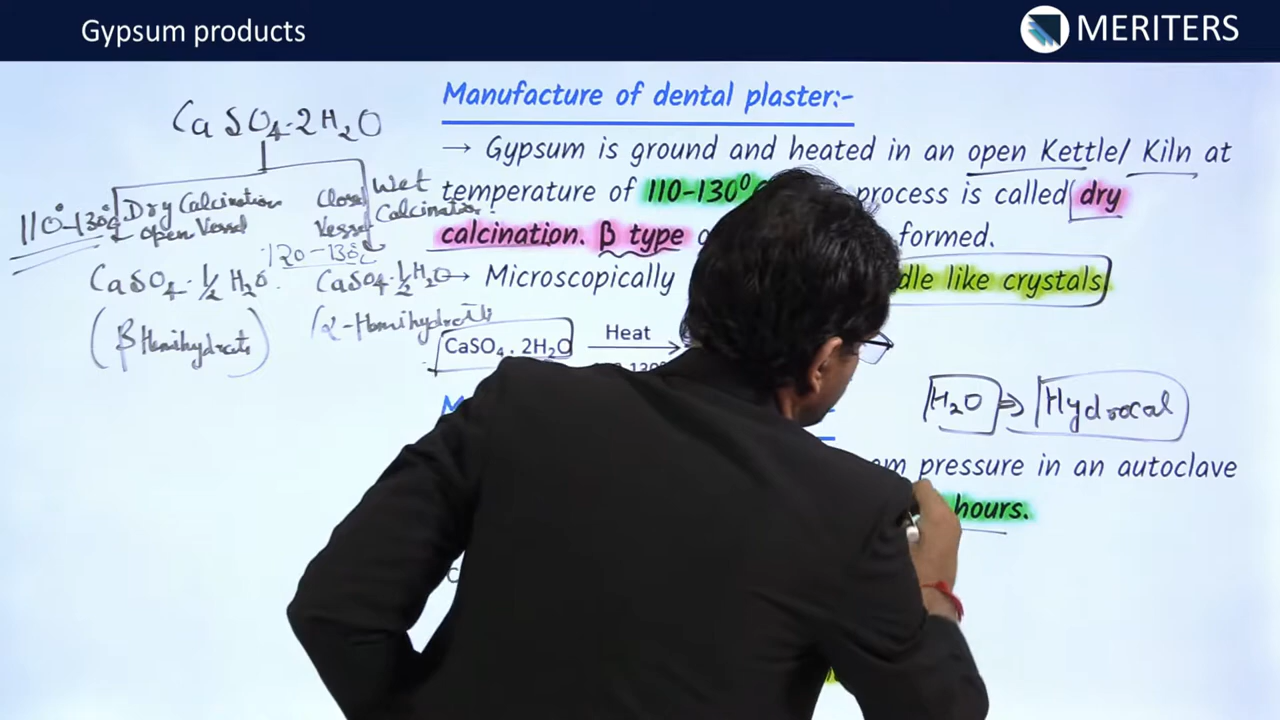 Gypsum products
MERITERS
CaSO4.2H2O
110°-130°C Dry Calcination
open Vessel
Close
Vessel
Wet
Calcination.
120-130°C
CaSO4.½H2O.
(β Hemihydrate)
CaSO4.½H2O
(α-Hemihydrate
Manufacture of dental plaster:-
→ Gypsum is ground and heated in an open Kettle/ Kiln at
temperature of 110-130⁰ process is called dry
calcination. β type formed.
→ Microscopically like crystals.
CaSO4 . 2H2O Heat
H2O ⇒ Hydrocal
pressure in an autoclave
hours.